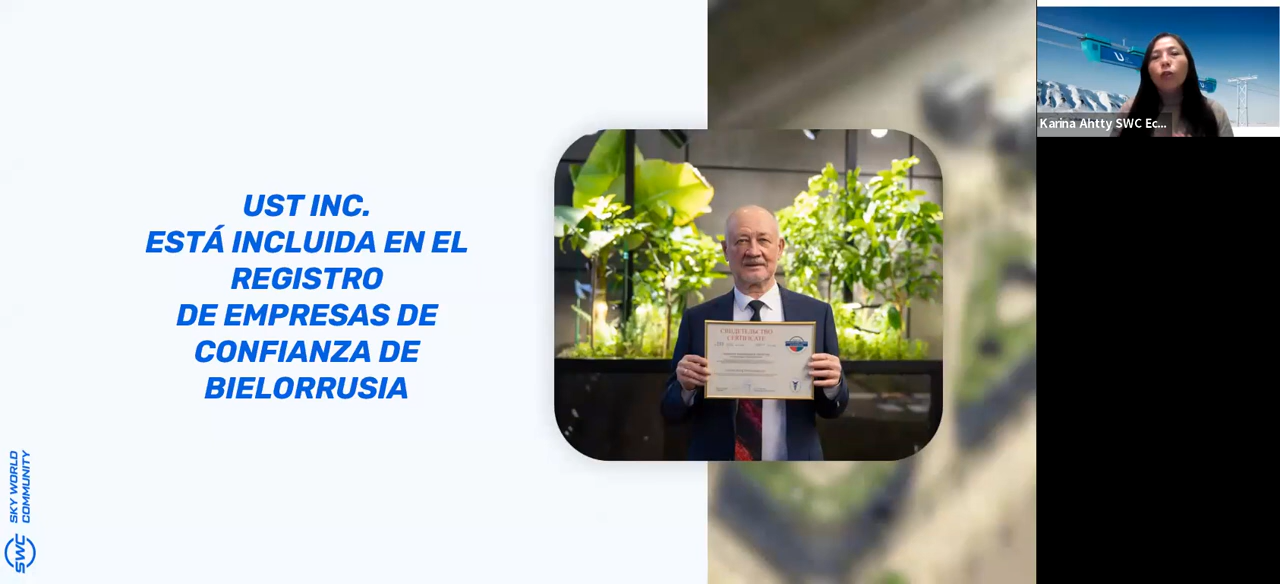 UST INC.
ESTÁ INCLUIDA EN EL
REGISTRO
DE EMPRESAS DE
CONFIANZA DE
BIELORRUSIA
СВИДЕТЕЛЬСТВО
CERTIFICATE
SKY WORLD
COMMUNITY
SWC
U
Karina Ahtty SWC Ec...